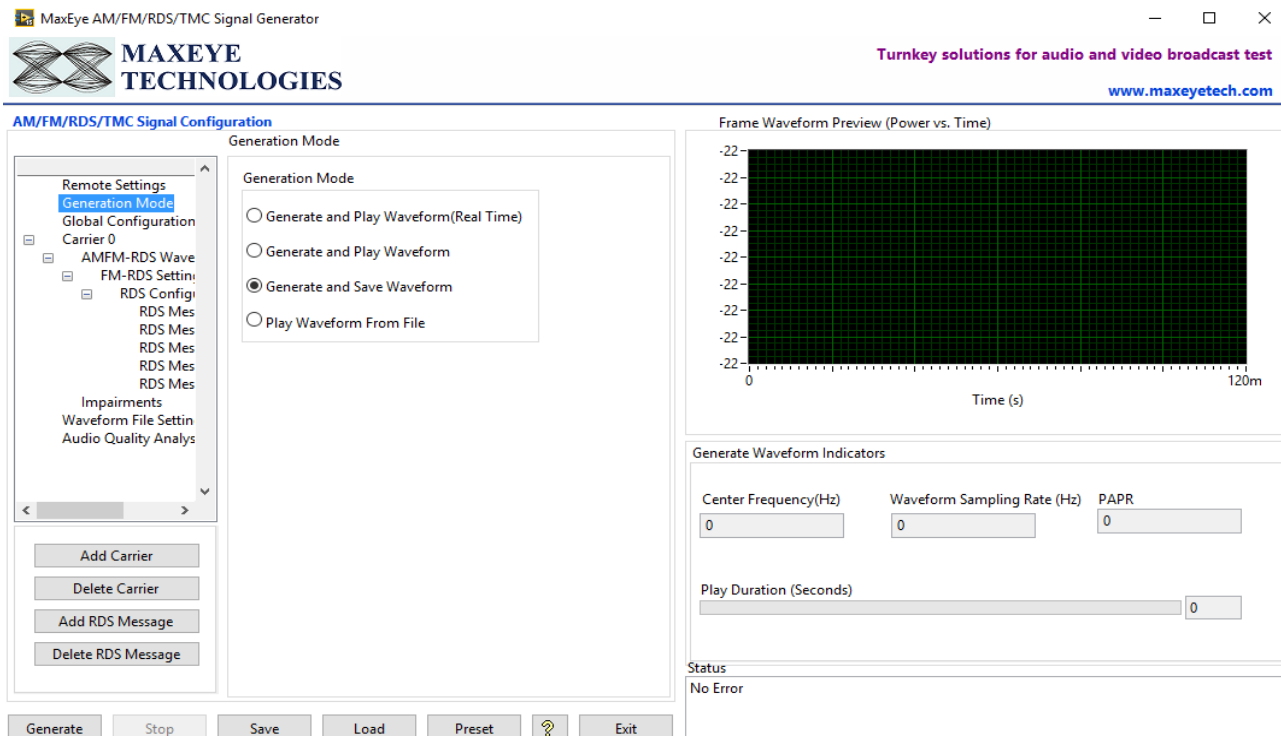 MaxEye AM/FM/RDS/TMC Signal Generator
MAXEYE
TECHNOLOGIES
Turnkey solutions for audio and video broadcast test
www.maxeyetech.com
AM/FM/RDS/TMC Signal Configuration
Generation Mode
Remote Settings
Generation Mode
Global Configuration
Carrier 0
AMFM-RDS Wave
FM-RDS Settin
RDS Config
RDS Mes
RDS Mes
RDS Mes
RDS Mes
RDS Mes
Impairments
Waveform File Settin
Audio Quality Analys
Add Carrier
Delete Carrier
Add RDS Message
Delete RDS Message
Generation Mode
Generate and Play Waveform(Real Time)
Generate and Play Waveform
Generate and Save Waveform
Play Waveform From File
Frame Waveform Preview (Power vs. Time)
-22
-22
-22
-22
-22
-22
-22
-22
-22
0
120m
Time (s)
Generate Waveform Indicators
Center Frequency(Hz)
Waveform Sampling Rate (Hz)
PAPR
0
0
0
Play Duration (Seconds)
0
Status
No Error
Generate
Stop
Save
Load
Preset
?
Exit